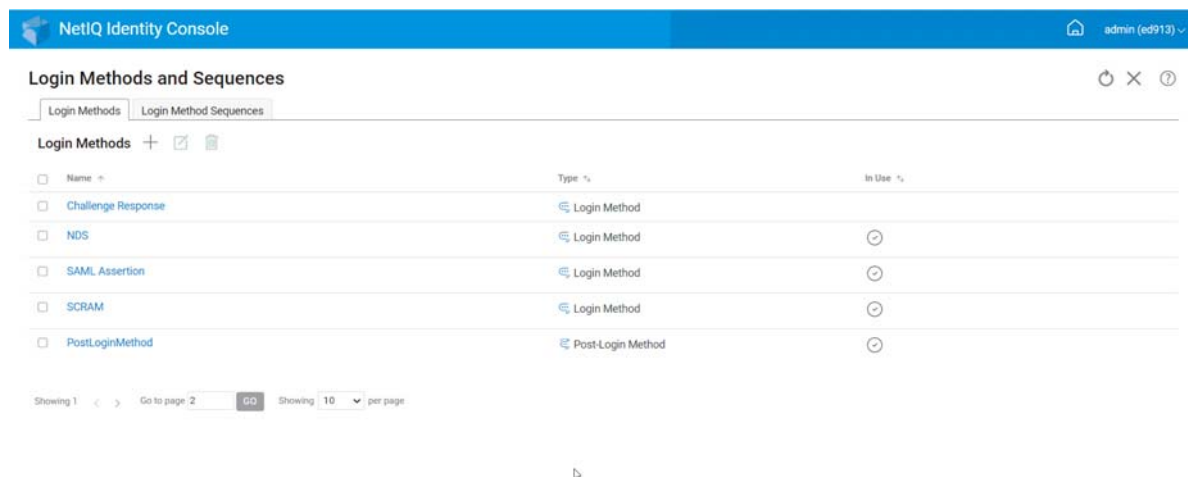 NetIQ Identity Console admin (ed913)
Login Methods and Sequences
Login Methods Login Method Sequences
Login Methods
Name Type In Use
Challenge Response Login Method
NDS Login Method
SAML Assertion Login Method
SCRAM Login Method
PostLoginMethod Post-Login Method
Showing 1 Go to page 2 GO Showing 10 per page